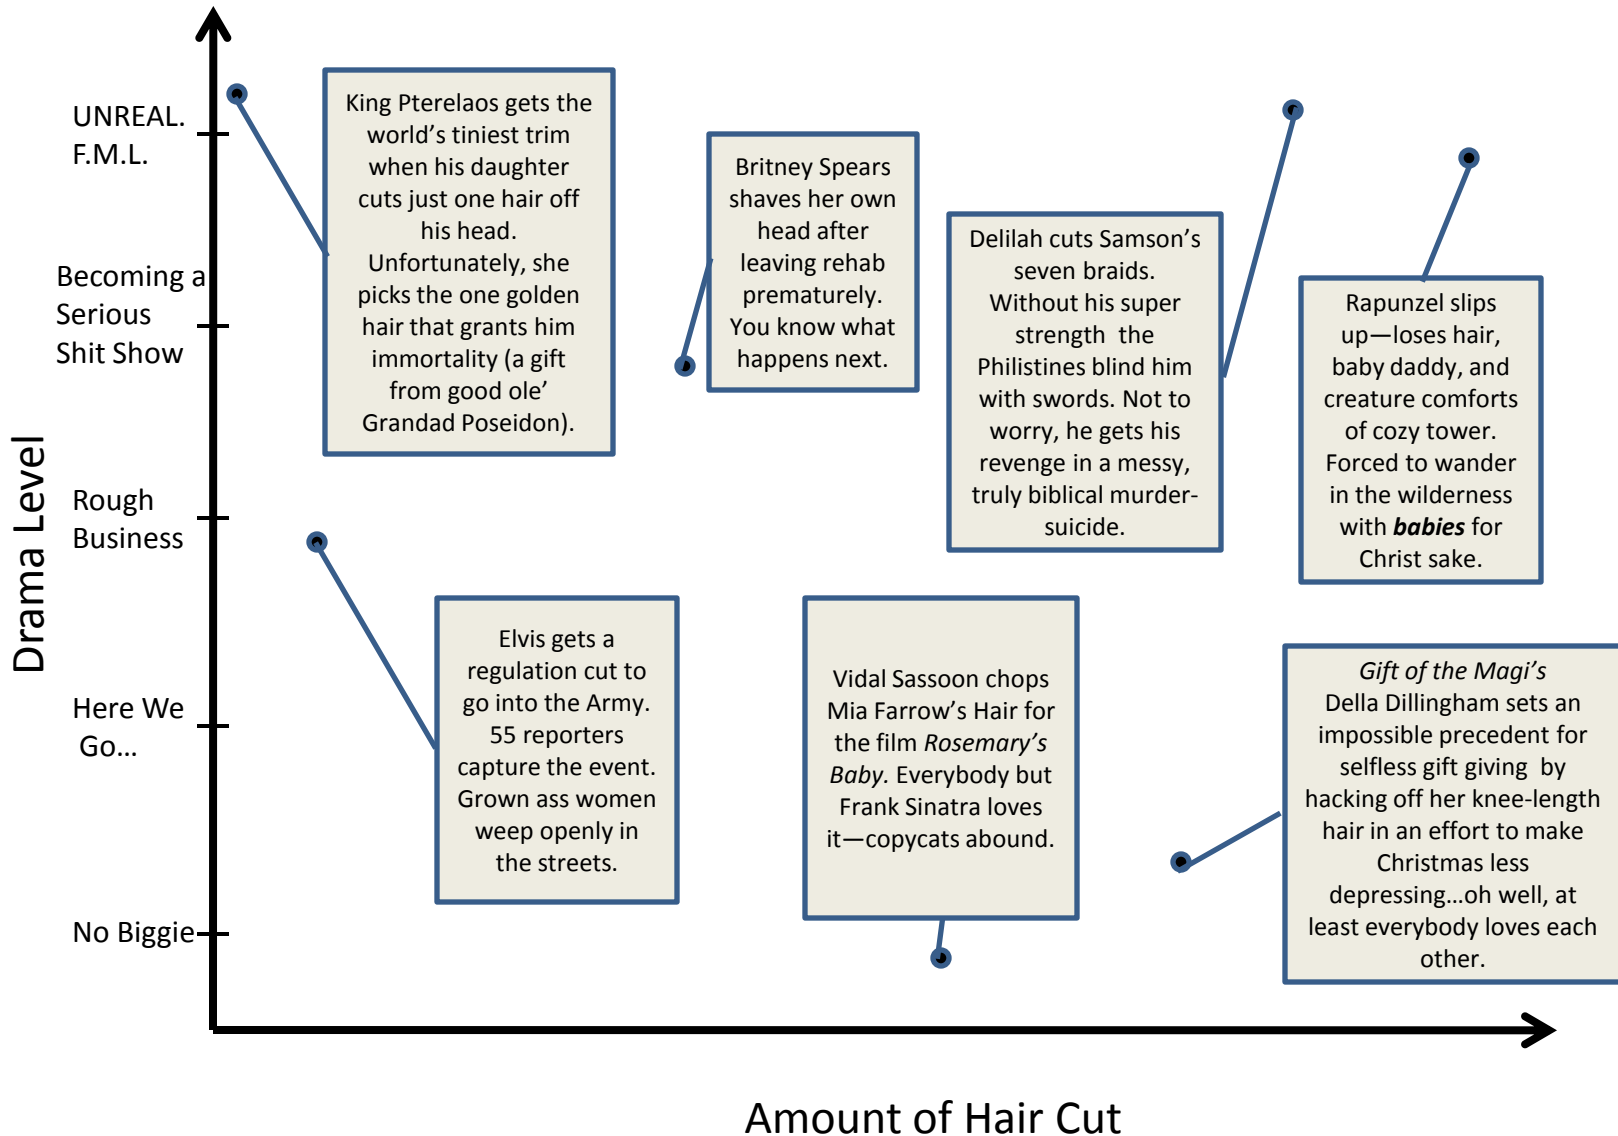 Drama Level
UNREAL.
F.M.L.
Becoming a
Serious
Shit Show
Rough
Business
Here We
Go...
No Biggie
King Pterelaos gets the
world’s tiniest trim
when his daughter
cuts just one hair off
his head.
Unfortunately, she
picks the one golden
hair that grants him
immortality (a gift
from good ole’
Grandad Poseidon).
Britney Spears
shaves her own
head after
leaving rehab
prematurely.
You know what
happens next.
Delilah cuts Samson’s
seven braids.
Without his super
strength the
Philistines blind him
with swords. Not to
worry, he gets his
revenge in a messy,
truly biblical murder-
suicide.
Rapunzel slips
up—loses hair,
baby daddy, and
creature comforts
of cozy tower.
Forced to wander
in the wilderness
with babies for
Christ sake.
Elvis gets a
regulation cut to
go into the Army.
55 reporters
capture the event.
Grown ass women
weep openly in
the streets.
Vidal Sassoon chops
Mia Farrow’s Hair for
the film Rosemary’s
Baby. Everybody but
Frank Sinatra loves
it—copycats abound.
Gift of the Magi’s
Della Dillingham sets an
impossible precedent for
selfless gift giving by
hacking off her knee-length
hair in an effort to make
Christmas less
depressing...oh well, at
least everybody loves each
other.
Amount of Hair Cut